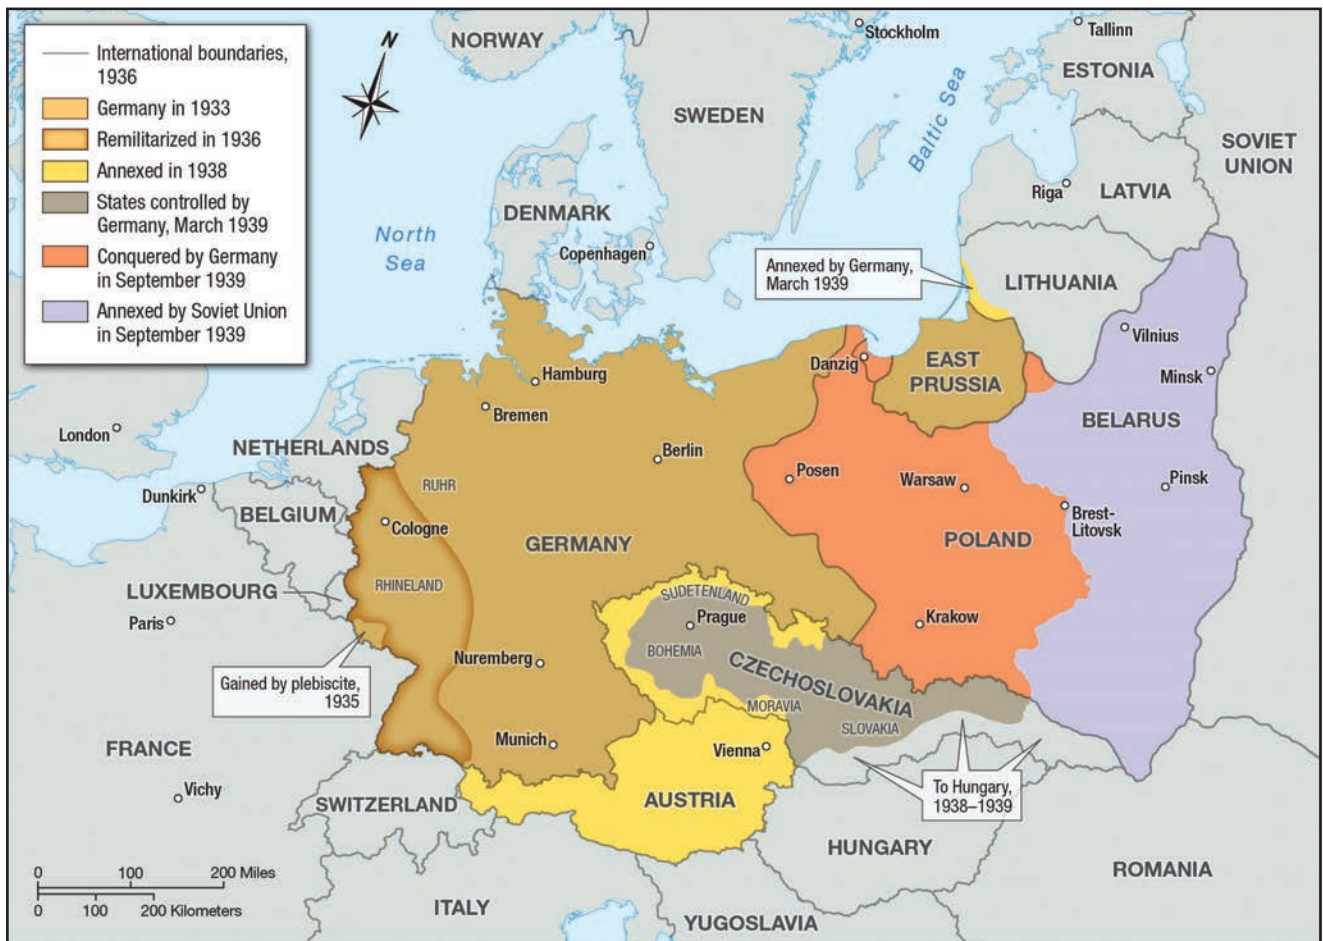 International boundaries,
1936
Germany in 1933
Remilitarized in 1936
Annexed in 1938
States controlled by
Germany, March 1939
Conquered by Germany
in September 1939
Annexed by Soviet Union
in September 1939
N
NORWAY
Stockholm
Tallinn
ESTONIA
SWEDEN
Baltic Sea
SOVIET
UNION
Riga
LATVIA
DENMARK
North
Sea
Copenhagen
Annexed by Germany,
March 1939
LITHUANIA
Vilnius
Danzig
EAST
PRUSSIA
Minsk
Hamburg
Bremen
BELARUS
London
NETHERLANDS
Berlin
Posen
Warsaw
Pinsk
RUHR
Dunkirk
BELGIUM
Cologne
Brest-
Litovsk
GERMANY
POLAND
RHINELAND
LUXEMBOURG
SUDETENLAND
Paris
Prague
Krakow
BOHEMIA
Nuremberg
CZECHOSLOVAKIA
Gained by plebiscite,
1935
MORAVIA
SLOVAKIA
FRANCE
Munich
Vienna
Vichy
SWITZERLAND
AUSTRIA
To Hungary,
1938–1939
HUNGARY
ROMANIA
0 100 200 Miles
0 100 200 Kilometers
ITALY
YUGOSLAVIA